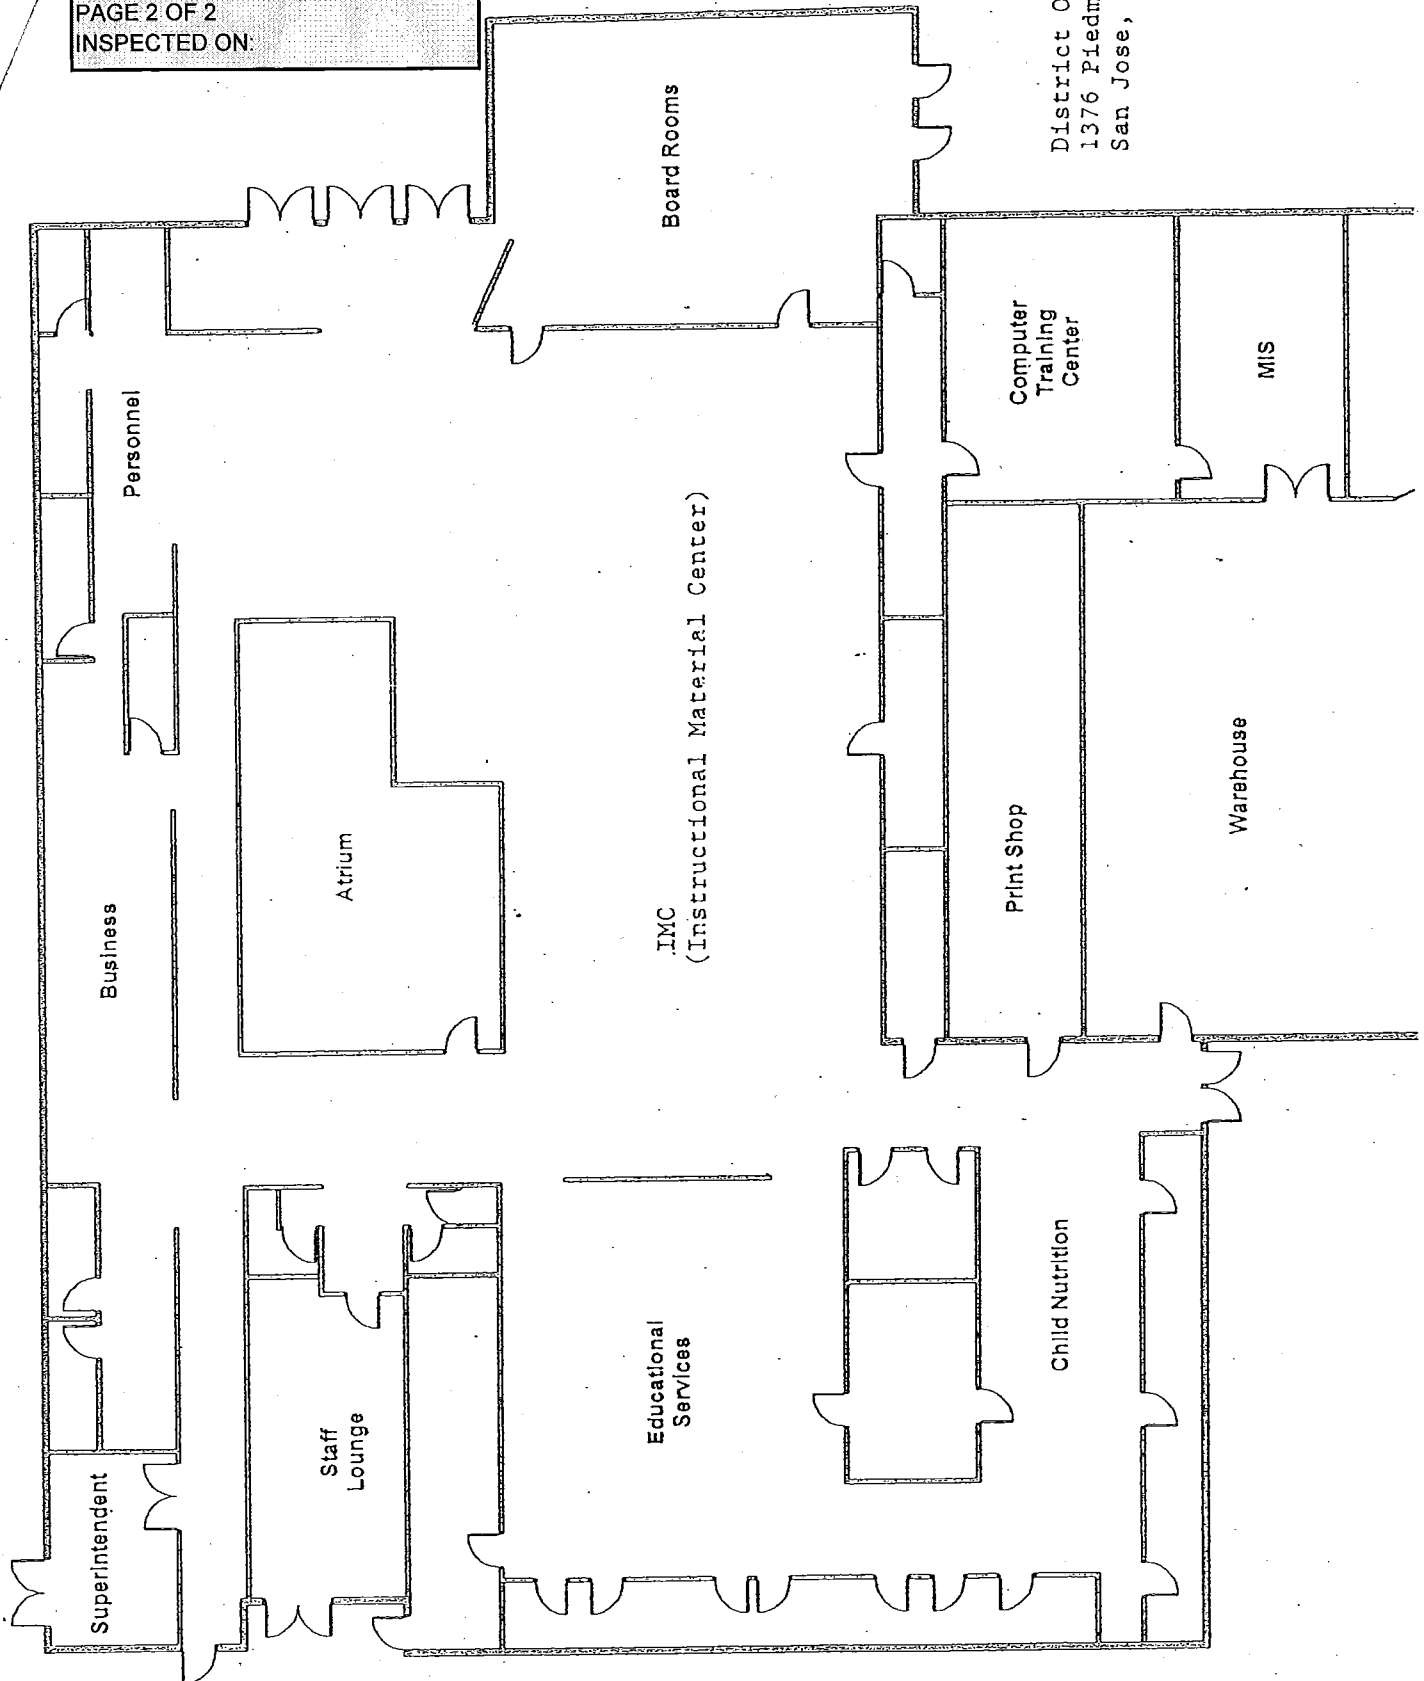 PAGE 2 OF 2
INSPECTED ON:
District O
1376 Piedm
San Jose,
Board Rooms
Computer
Training
Center
MIS
Personnel
IMC
(Instructional Material Center)
Atrium
Business
Print Shop
Warehouse
Superintendent
Staff
Lounge
Educational
Services
Child Nutrition